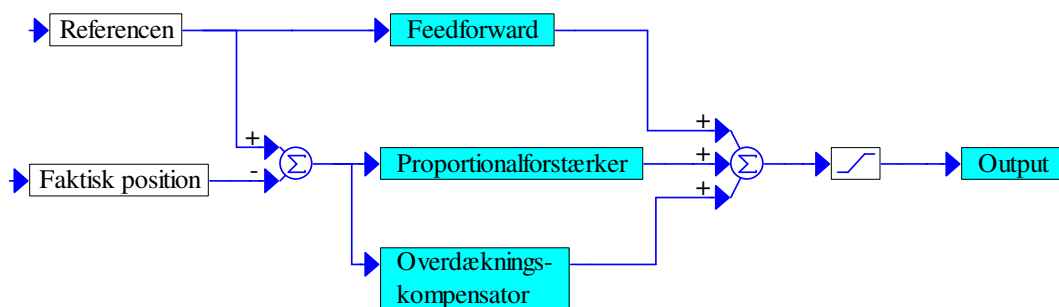 Referencen
Feedforward
+
+
+
Σ
-
Faktisk position
Proportionalforstærker
+
Σ
Output
+
Overdæknings-
kompensator